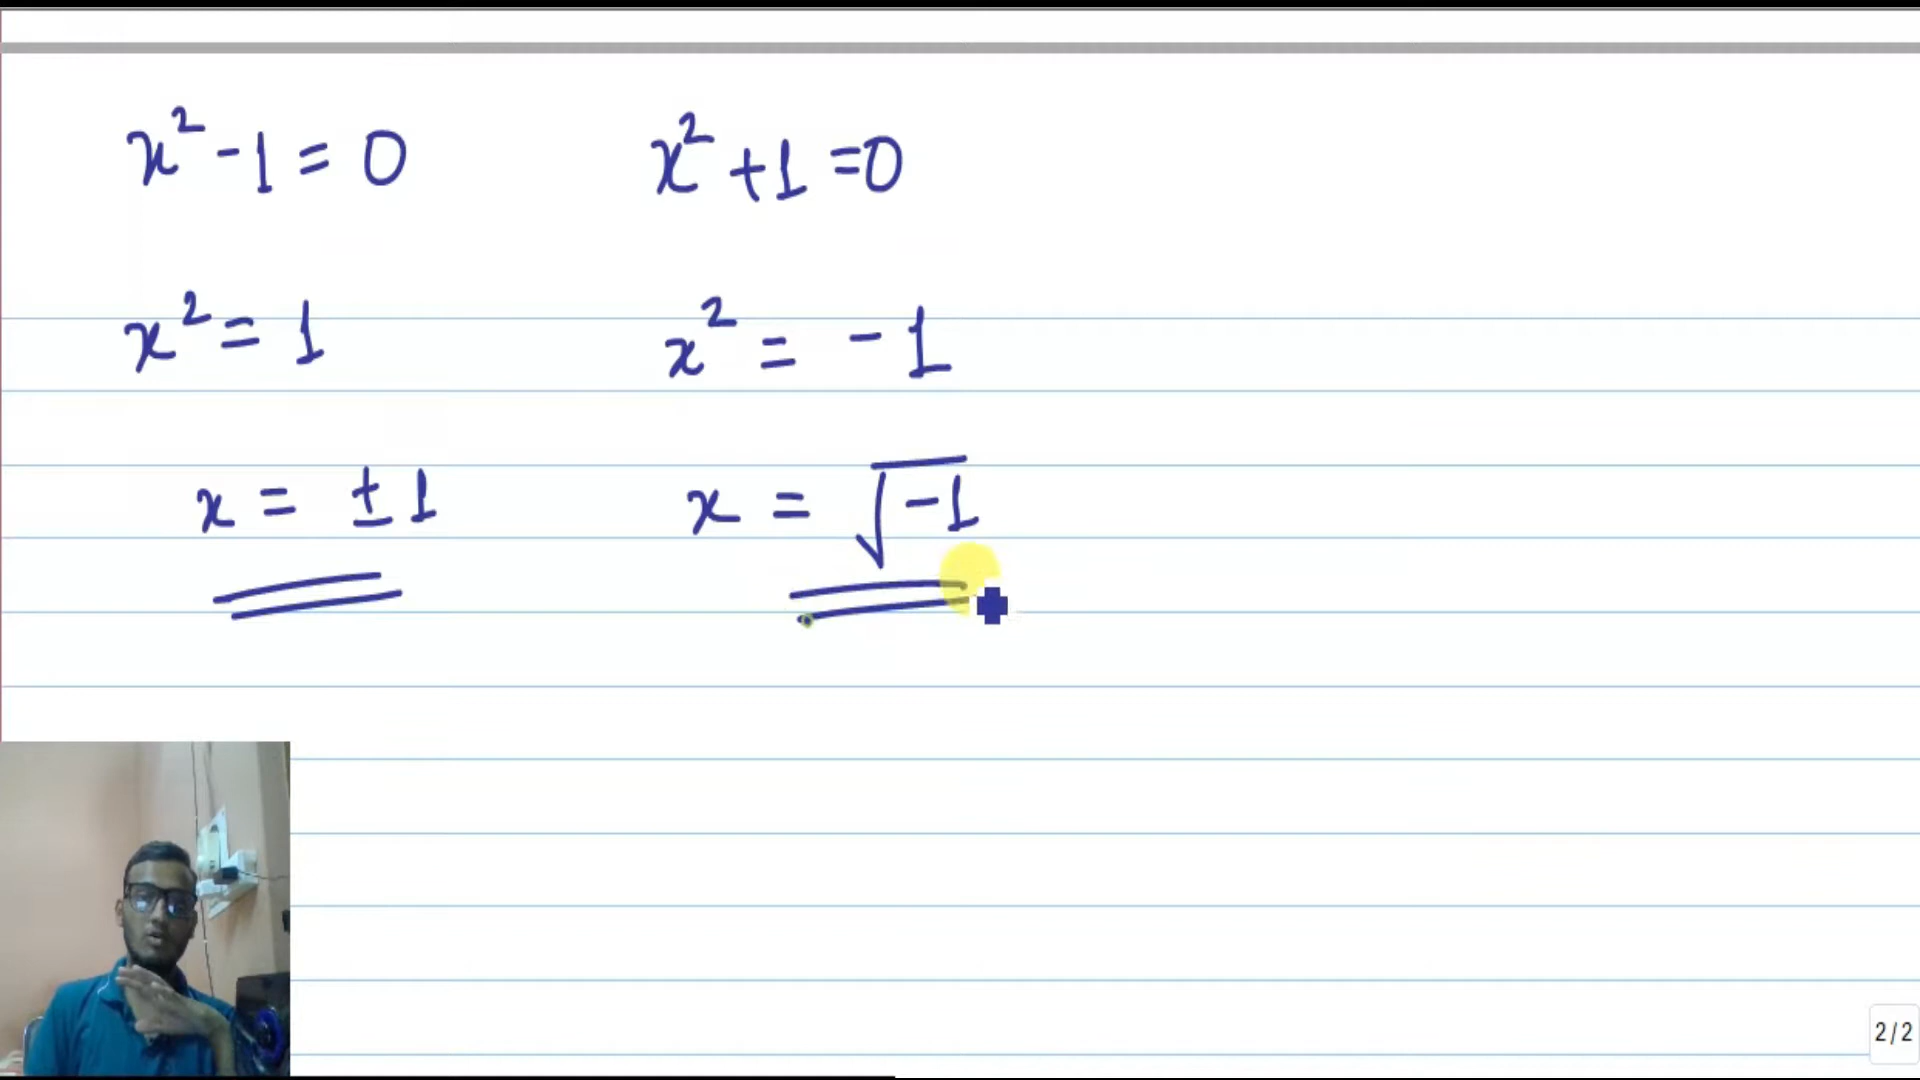 x² - 1 = 0
x² + 1 = 0
x² = 1
x² = - 1
x = ± 1
x = √-1
2/2